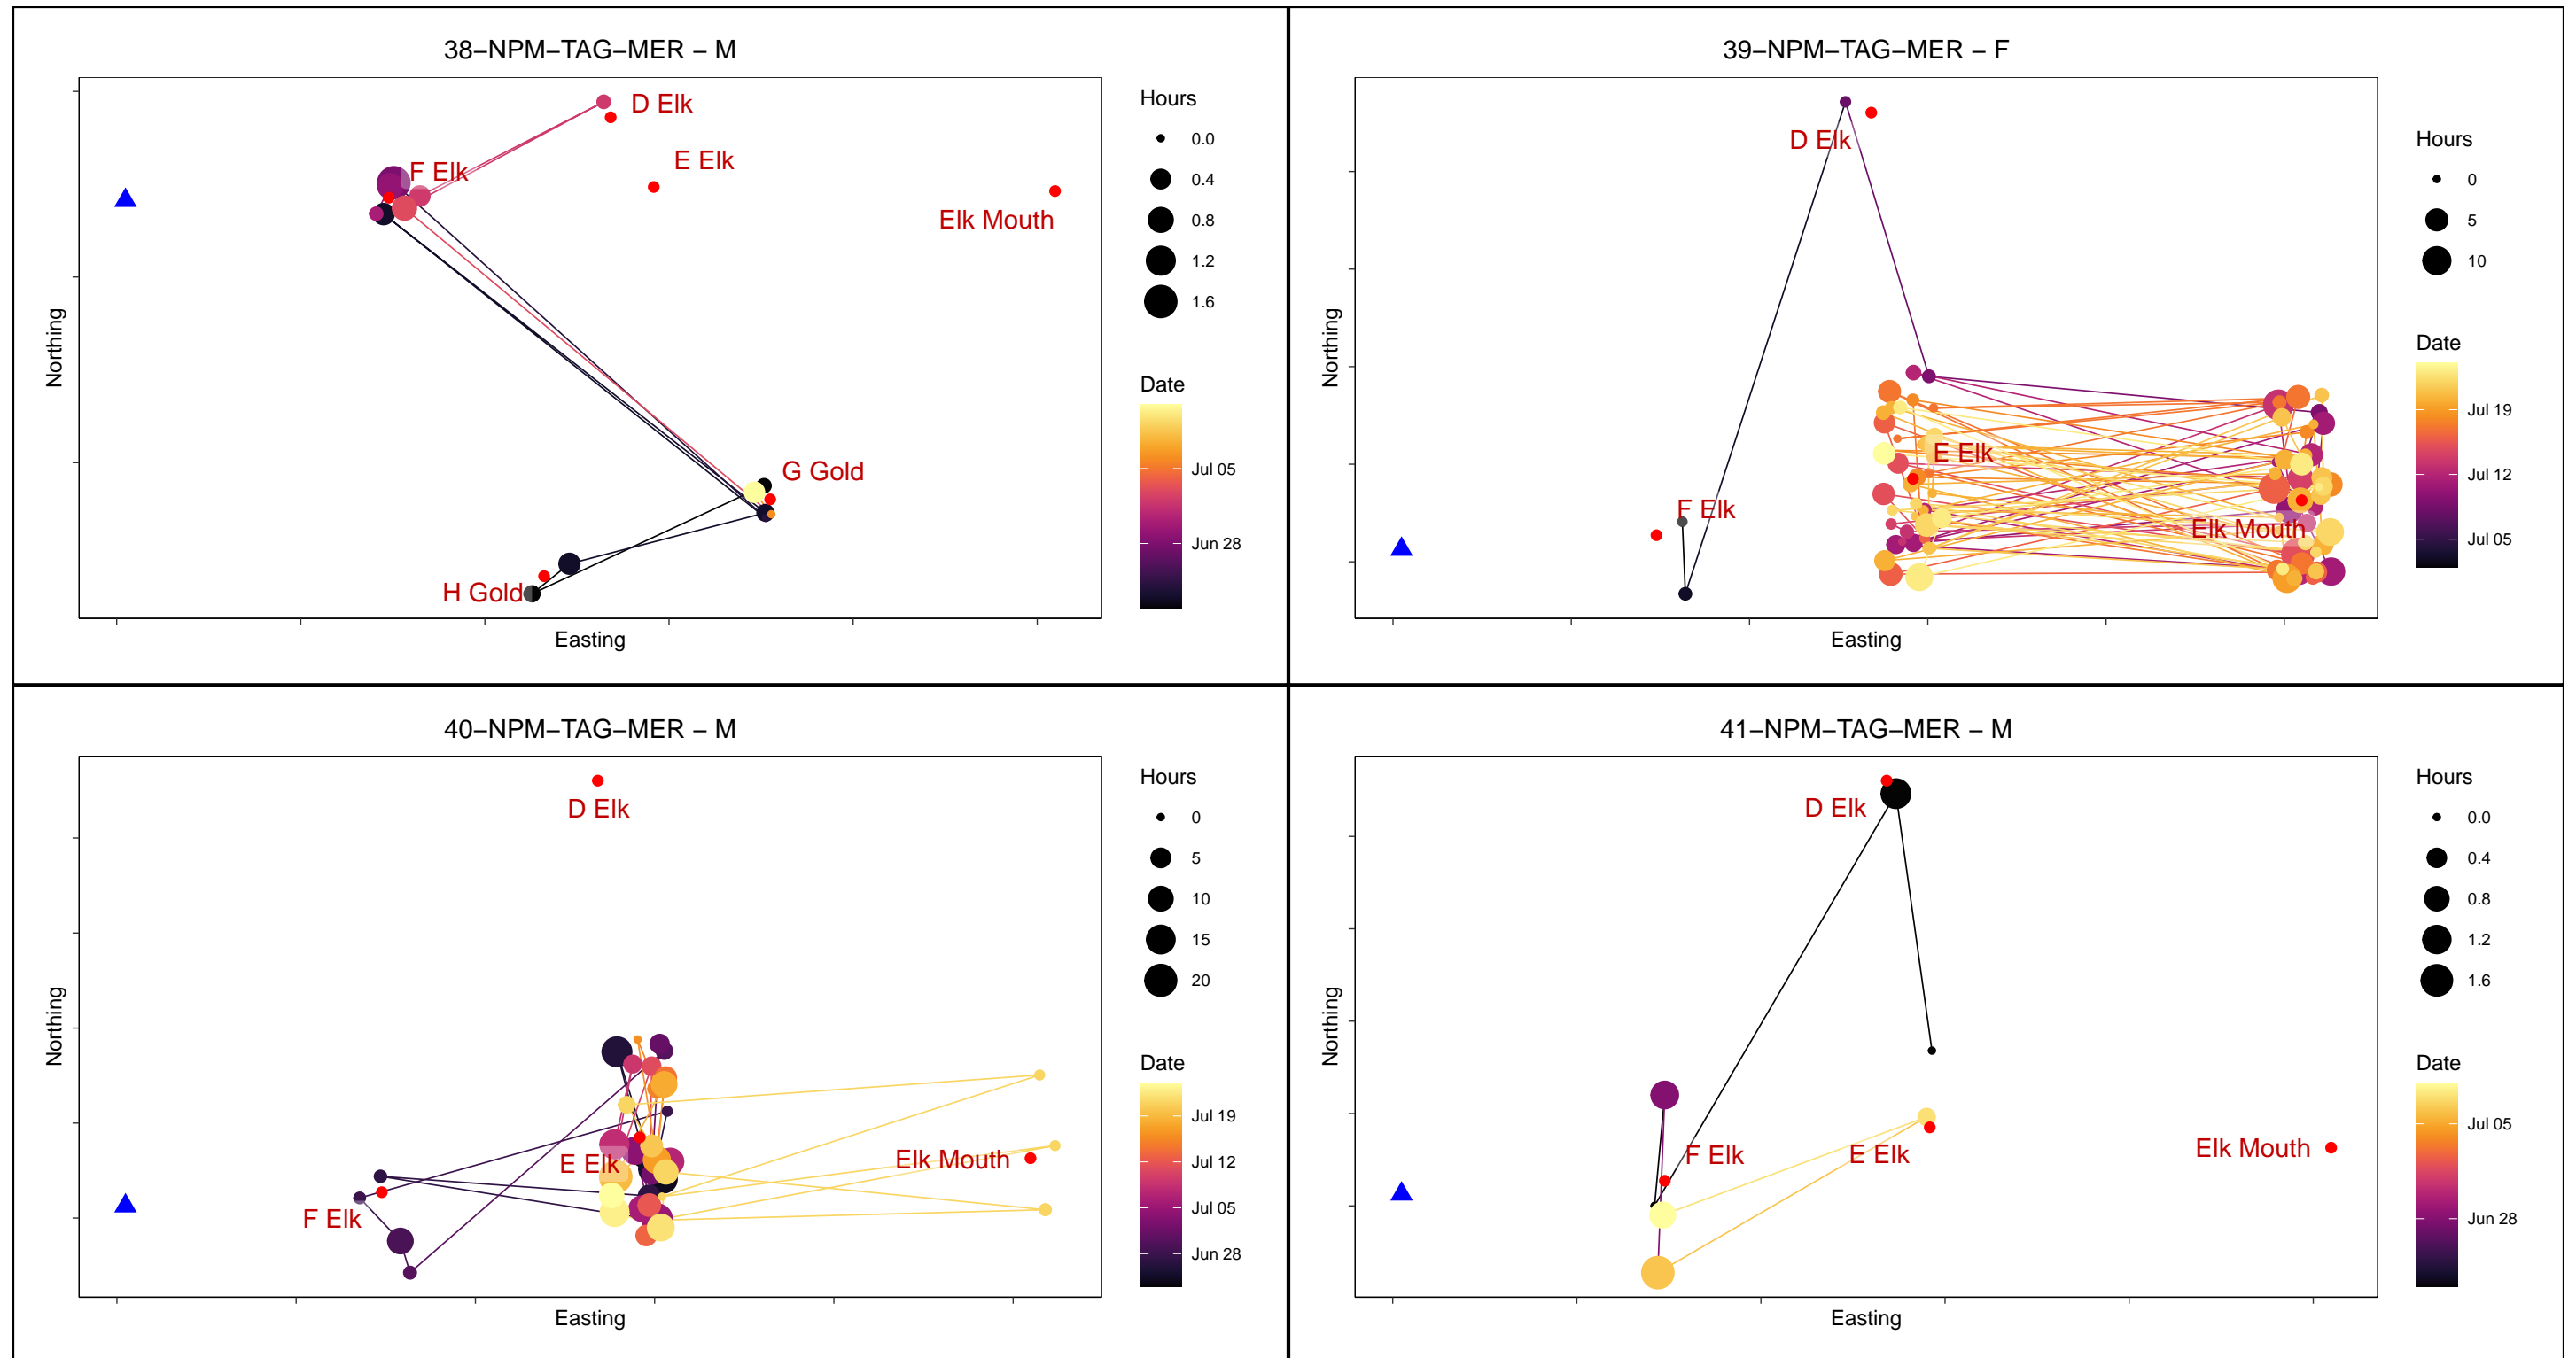 38–NPM–TAG–MER – M
D Elk
E Elk
F Elk
Elk Mouth
G Gold
H Gold
Northing
Easting
Hours
0.0
0.4
0.8
1.2
1.6
Date
Jul 05
Jun 28
39–NPM–TAG–MER – F
D Elk
E Elk
F Elk
Elk Mouth
Northing
Easting
Hours
0
5
10
Date
Jul 19
Jul 12
Jul 05
40–NPM–TAG–MER – M
D Elk
E Elk
Elk Mouth
F Elk
Northing
Easting
Hours
0
5
10
15
20
Date
Jul 19
Jul 12
Jul 05
Jun 28
41–NPM–TAG–MER – M
D Elk
F Elk
E Elk
Elk Mouth
Northing
Easting
Hours
0.0
0.4
0.8
1.2
1.6
Date
Jul 05
Jun 28